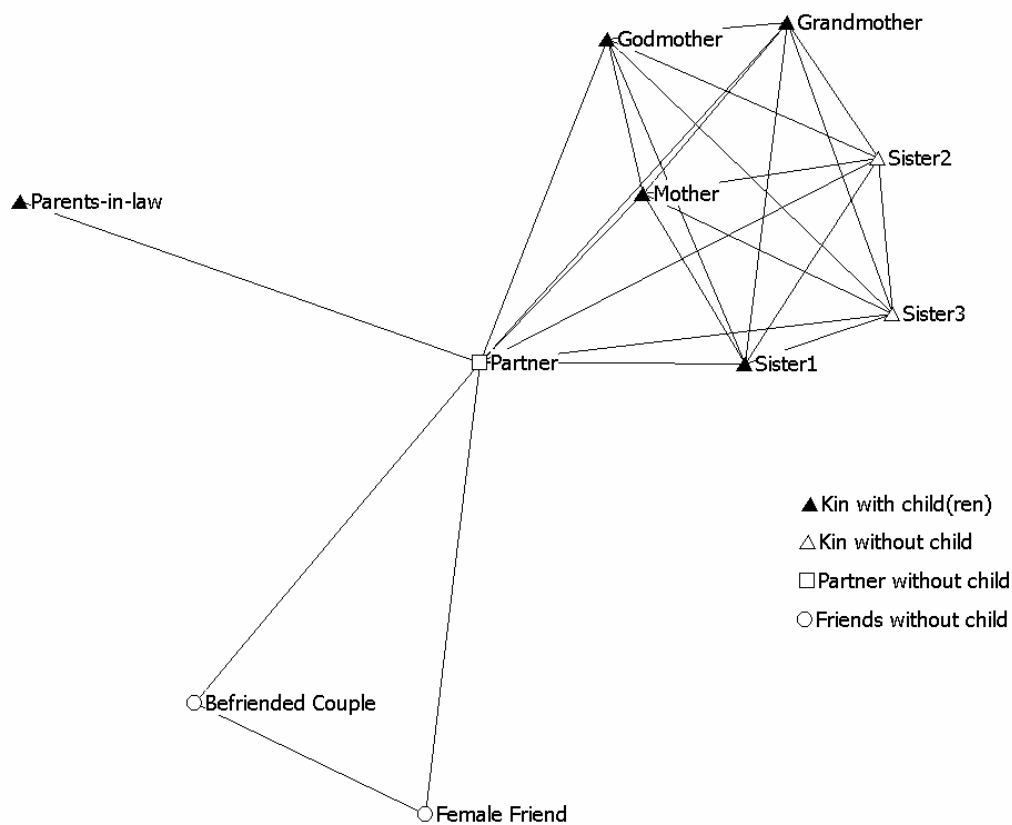 Grandmother
Godmother
Sister2
Mother
Parents-in-law
Sister3
Partner
Sister1
Kin with child(ren)
Kin without child
Partner without child
Friends without child
Befriended Couple
Female Friend